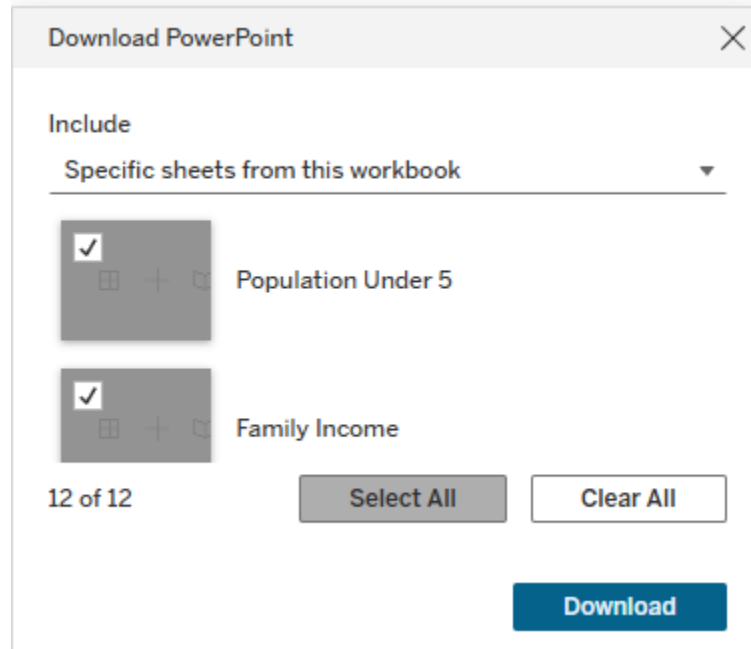 Download PowerPoint
Include
Specific sheets from this workbook
Population Under 5
Family Income
12 of 12 Select All Clear All
Download